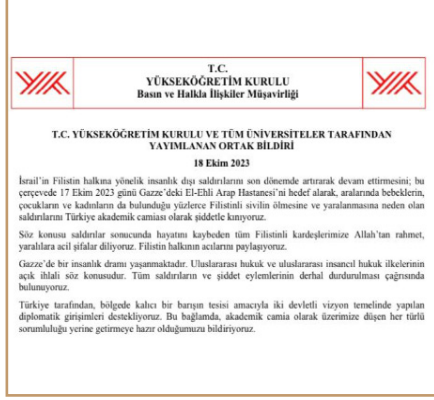 T.C.
YÜKSEKÖĞRETİM KURULU
Basın ve Halkla İlişkiler Müşavirliği
T.C. YÜKSEKÖĞRETİM KURULU VE TÜM ÜNİVERSİTELER TARAFINDAN
YAYIMLANAN ORTAK BİLDİRİ
18 Ekim 2023
İsrail'in Filistin halkına yönelik insanlık dışı saldırılarını son dönemde artırarak devam ettirmesini; bu
çerçevede 17 Ekim 2023 günü Gazze'deki El-Ehli Arap Hastanesi'ni hedef alarak, aralarında bebeklerin,
çocukların ve kadınların da bulunduğu yüzlerce Filistinli sivilin ölmesine ve yaralanmasına neden olan
saldırılarını Türkiye akademik camiası olarak şiddetle kınıyoruz.
Söz konusu saldırılar sonucunda hayatını kaybeden tüm Filistinli kardeşlerimize Allah'tan rahmet,
yaralılara acil şifalar diliyoruz. Filistin halkının acılarını paylaşıyoruz.
Gazze'de bir insanlık dramı yaşanmaktadır. Uluslararası hukuk ve uluslararası insancıl hukuk ilkelerinin
açık ihlali söz konusudur. Tüm saldırıların ve şiddet eylemlerinin derhal durdurulması çağrısında
bulunuyoruz.
Türkiye tarafından, bölgede kalıcı bir barışın tesisi amacıyla iki devletli vizyon temelinde yapılan
diplomatik girişimleri destekliyoruz. Bu bağlamda, akademik camia olarak üzerimize düşen her türlü
sorumluluğu yerine getirmeye hazır olduğumuzu bildiriyoruz.